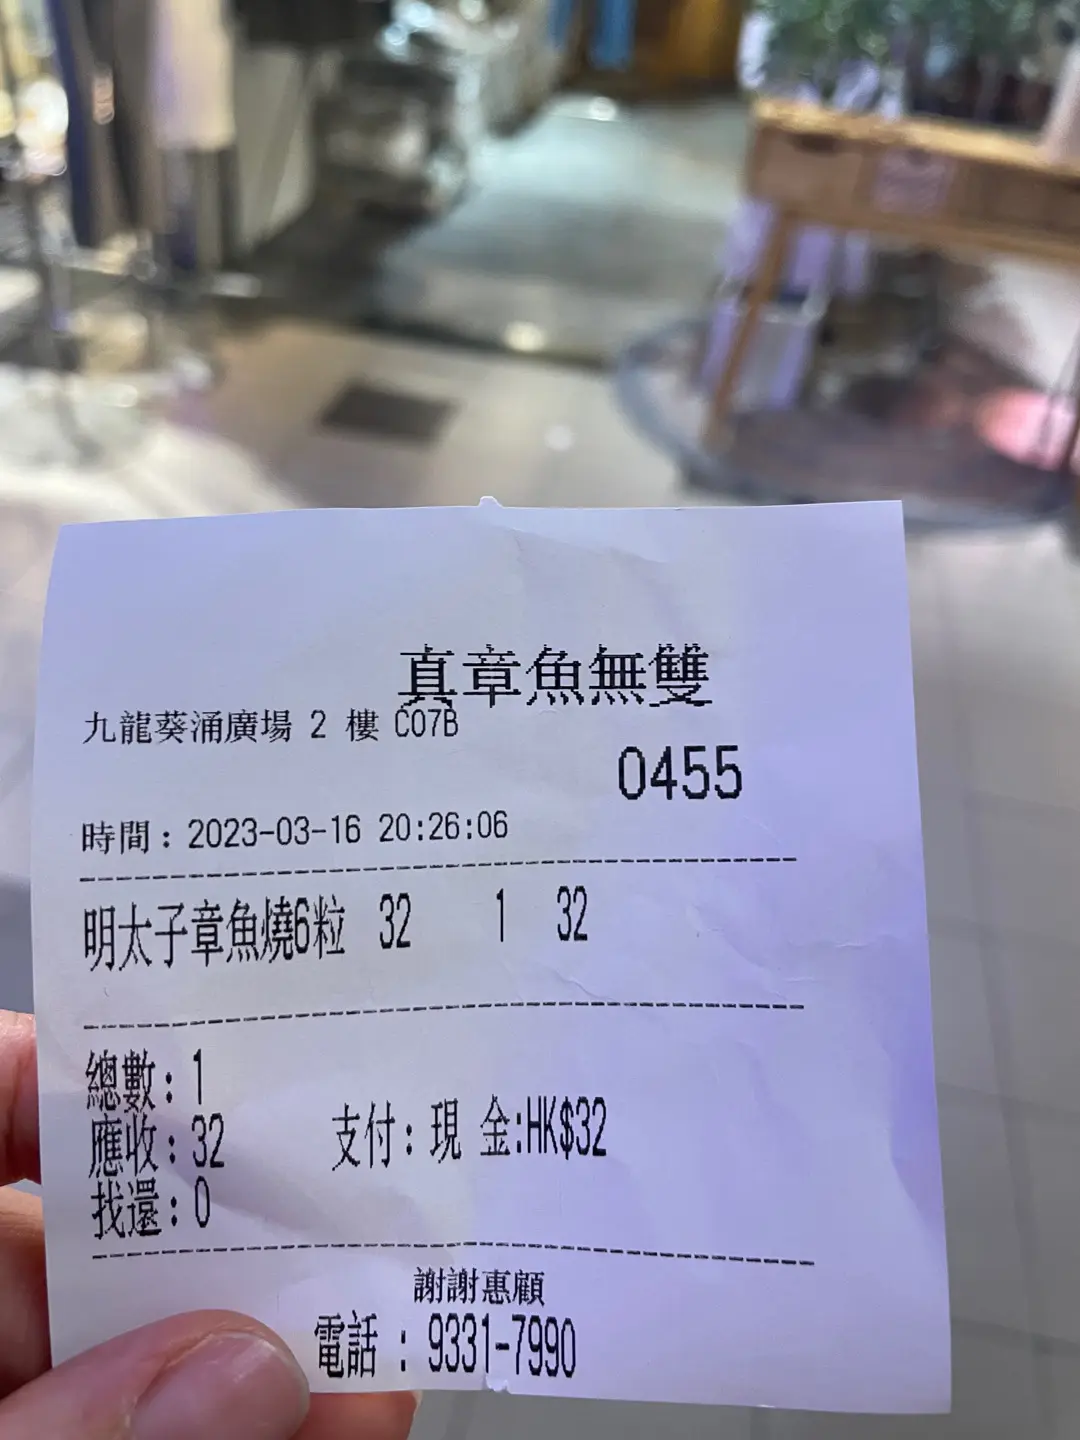 真章魚無雙
九龍葵涌廣場 2 樓 C07B
0455
時間：2023-03-16 20:26:06
明太子章魚燒6粒 32 1 32
總數：1
應收：32 支付：現 金:HK$32
找還：0
謝謝惠顧
電話：9331-7990